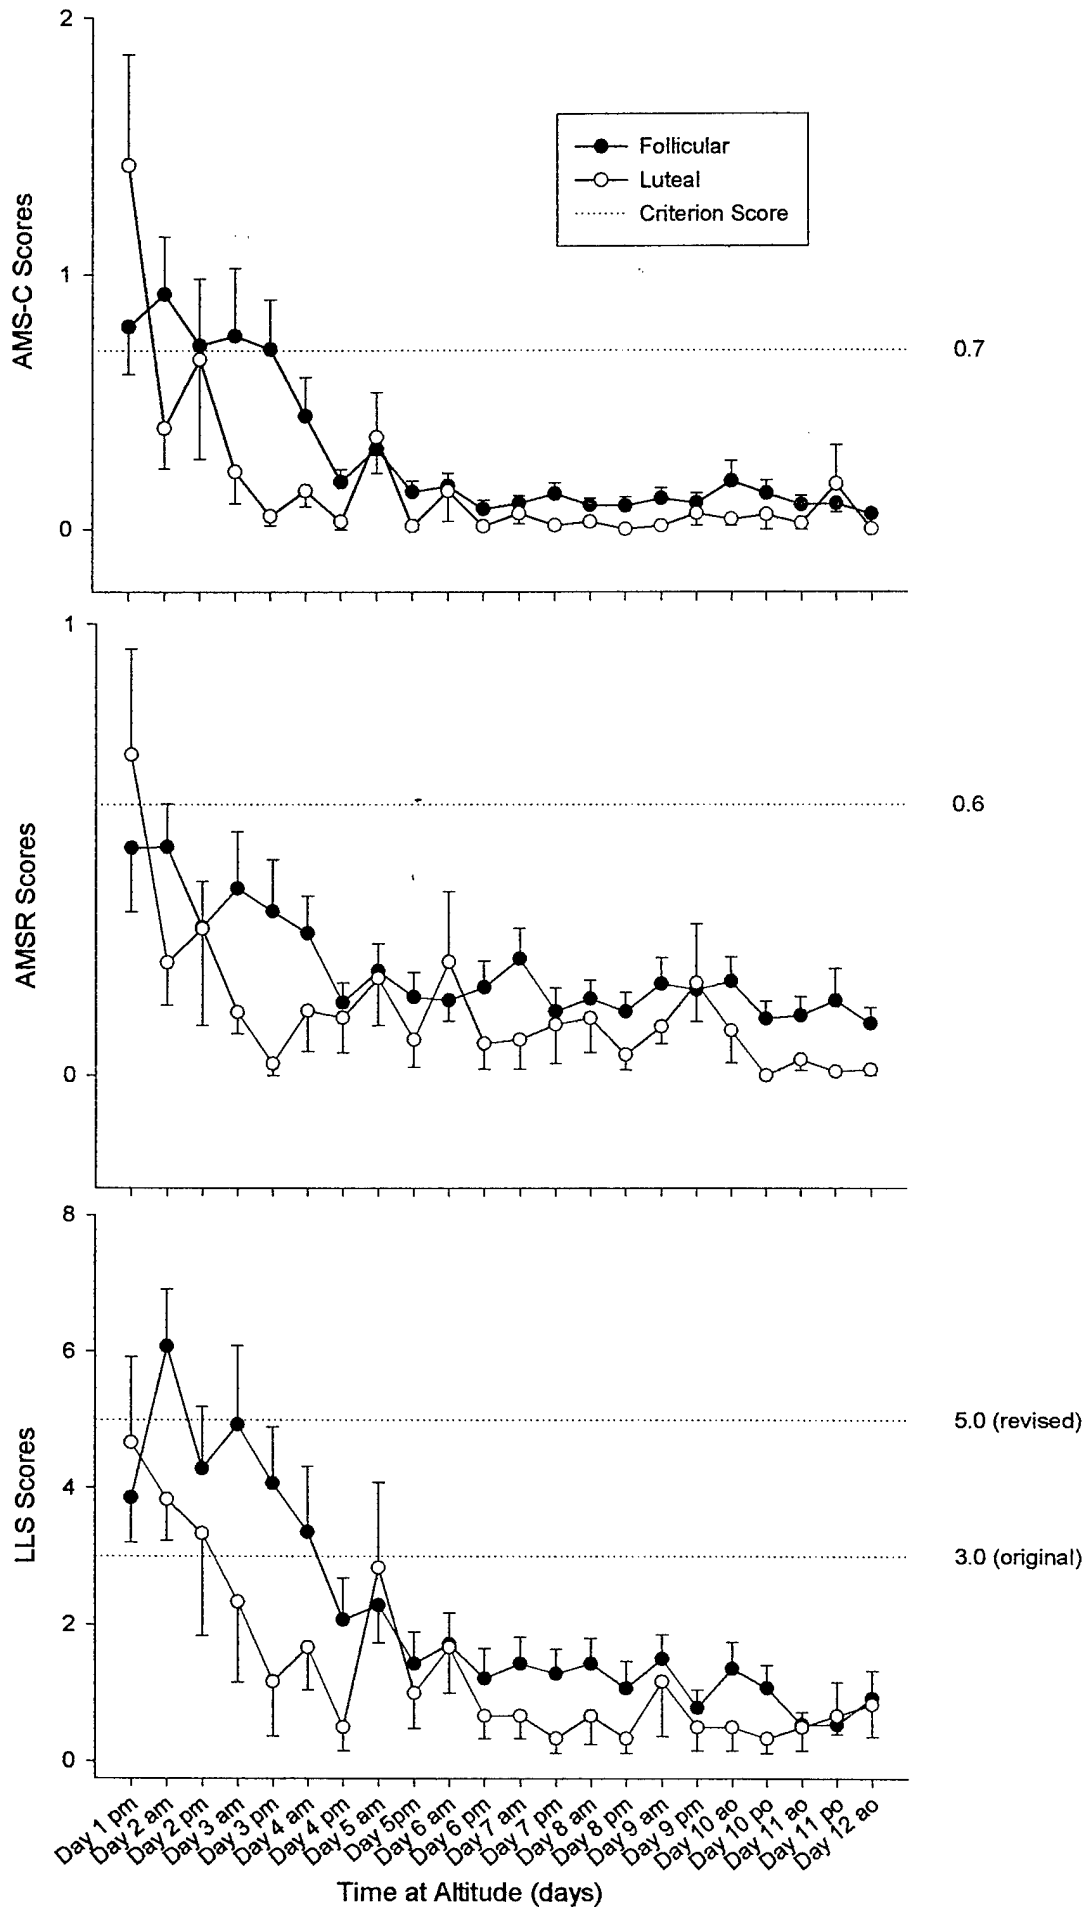 2
1
0
AMS-C Scores
Follicular
Luteal
Criterion Score
0.7
1
0
AMSR Scores
0.6
8
6
4
2
0
LLS Scores
5.0 (revised)
3.0 (original)
Day 1 pm
Day 2 am
Day 2 pm
Day 3 am
Day 3 pm
Day 4 am
Day 4 pm
Day 5 am
Day 5pm
Day 6 am
Day 6 pm
Day 7 am
Day 7 pm
Day 8 am
Day 8 pm
Day 9 am
Day 9 pm
Day 10 ao
Day 10 po
Day 11 ao
Day 11 po
Day 12 ao
Time at Altitude (days)